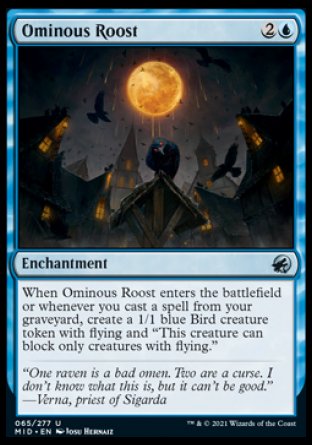 Ominous Roost 2
Enchantment
When Ominous Roost enters the battlefield
or whenever you cast a spell from your
graveyard, create a 1/1 blue Bird creature
token with flying and “This creature can
block only creatures with flying.”
“One raven is a bad omen. Two are a curse. I
don’t know what this is, but it can’t be good.”
—Verna, priest of Sigarda
065/277 U
MID • EN Josu Hernaiz
™ & © 2021 Wizards of the Coast